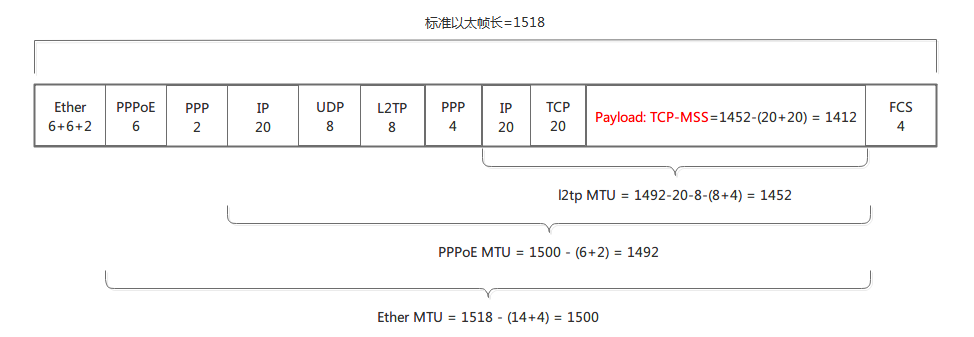 标准以太帧长=1518
Ether PPPoE PPP IP UDP L2TP PPP IP TCP Payload: TCP-MSS=1452-(20+20) = 1412 FCS
6+6+2 6 2 20 8 8 4 20 20 4
l2tp MTU = 1492-20-8-(8+4) = 1452
PPPoE MTU = 1500 - (6+2) = 1492
Ether MTU = 1518 - (14+4) = 1500